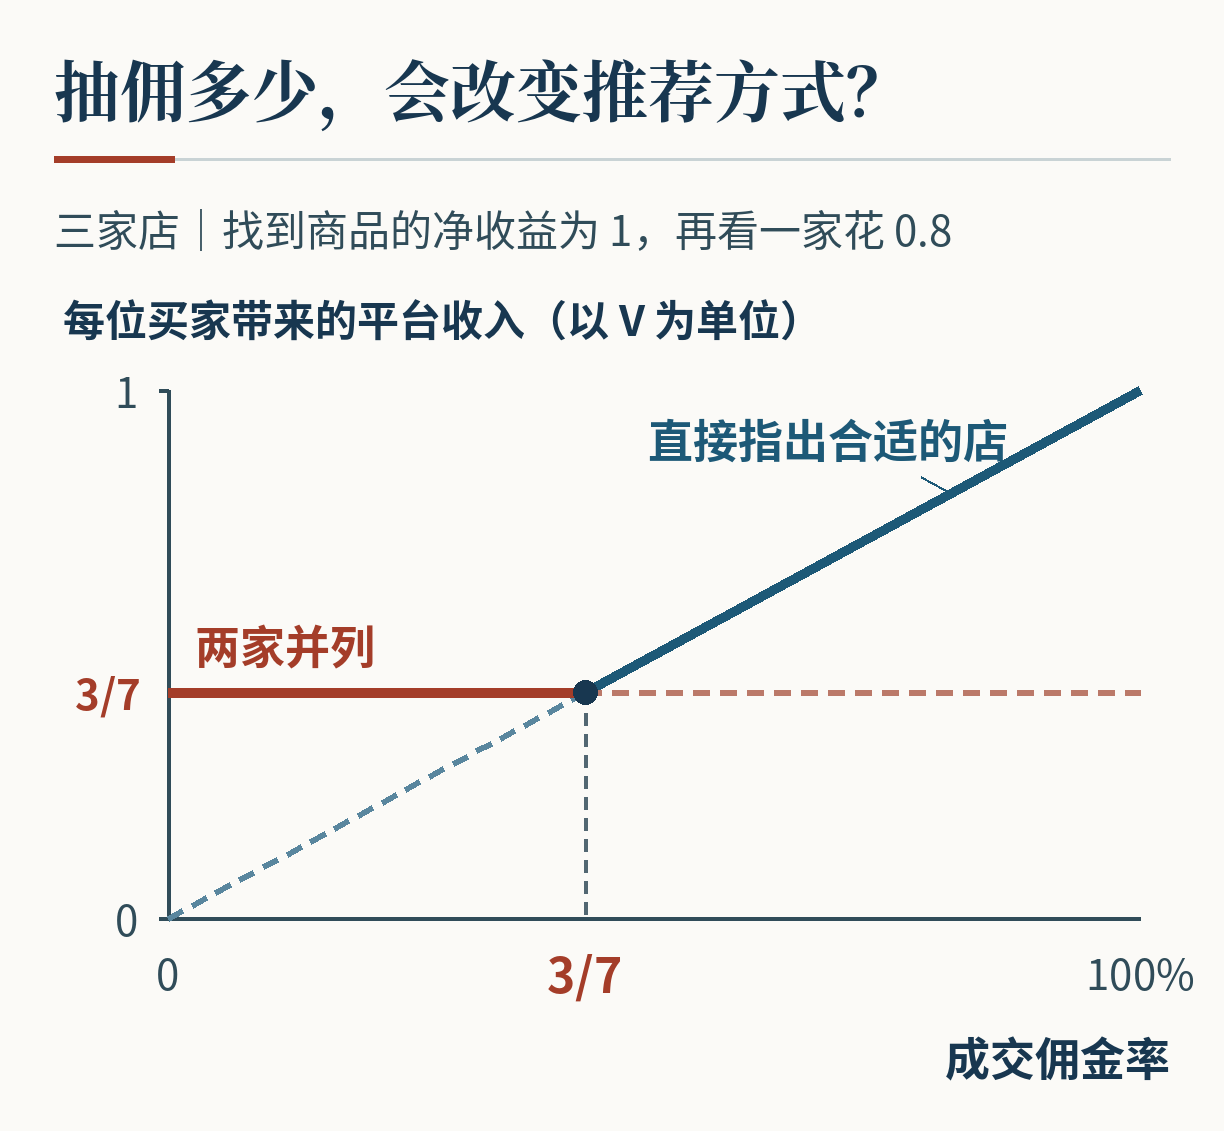 抽佣多少，会改变推荐方式？
三家店｜找到商品的净收益为 1，再看一家花 0.8
每位买家带来的平台收入（以 V 为单位）
1
直接指出合适的店
两家并列
3/7
0
0
3/7
100%
成交佣金率